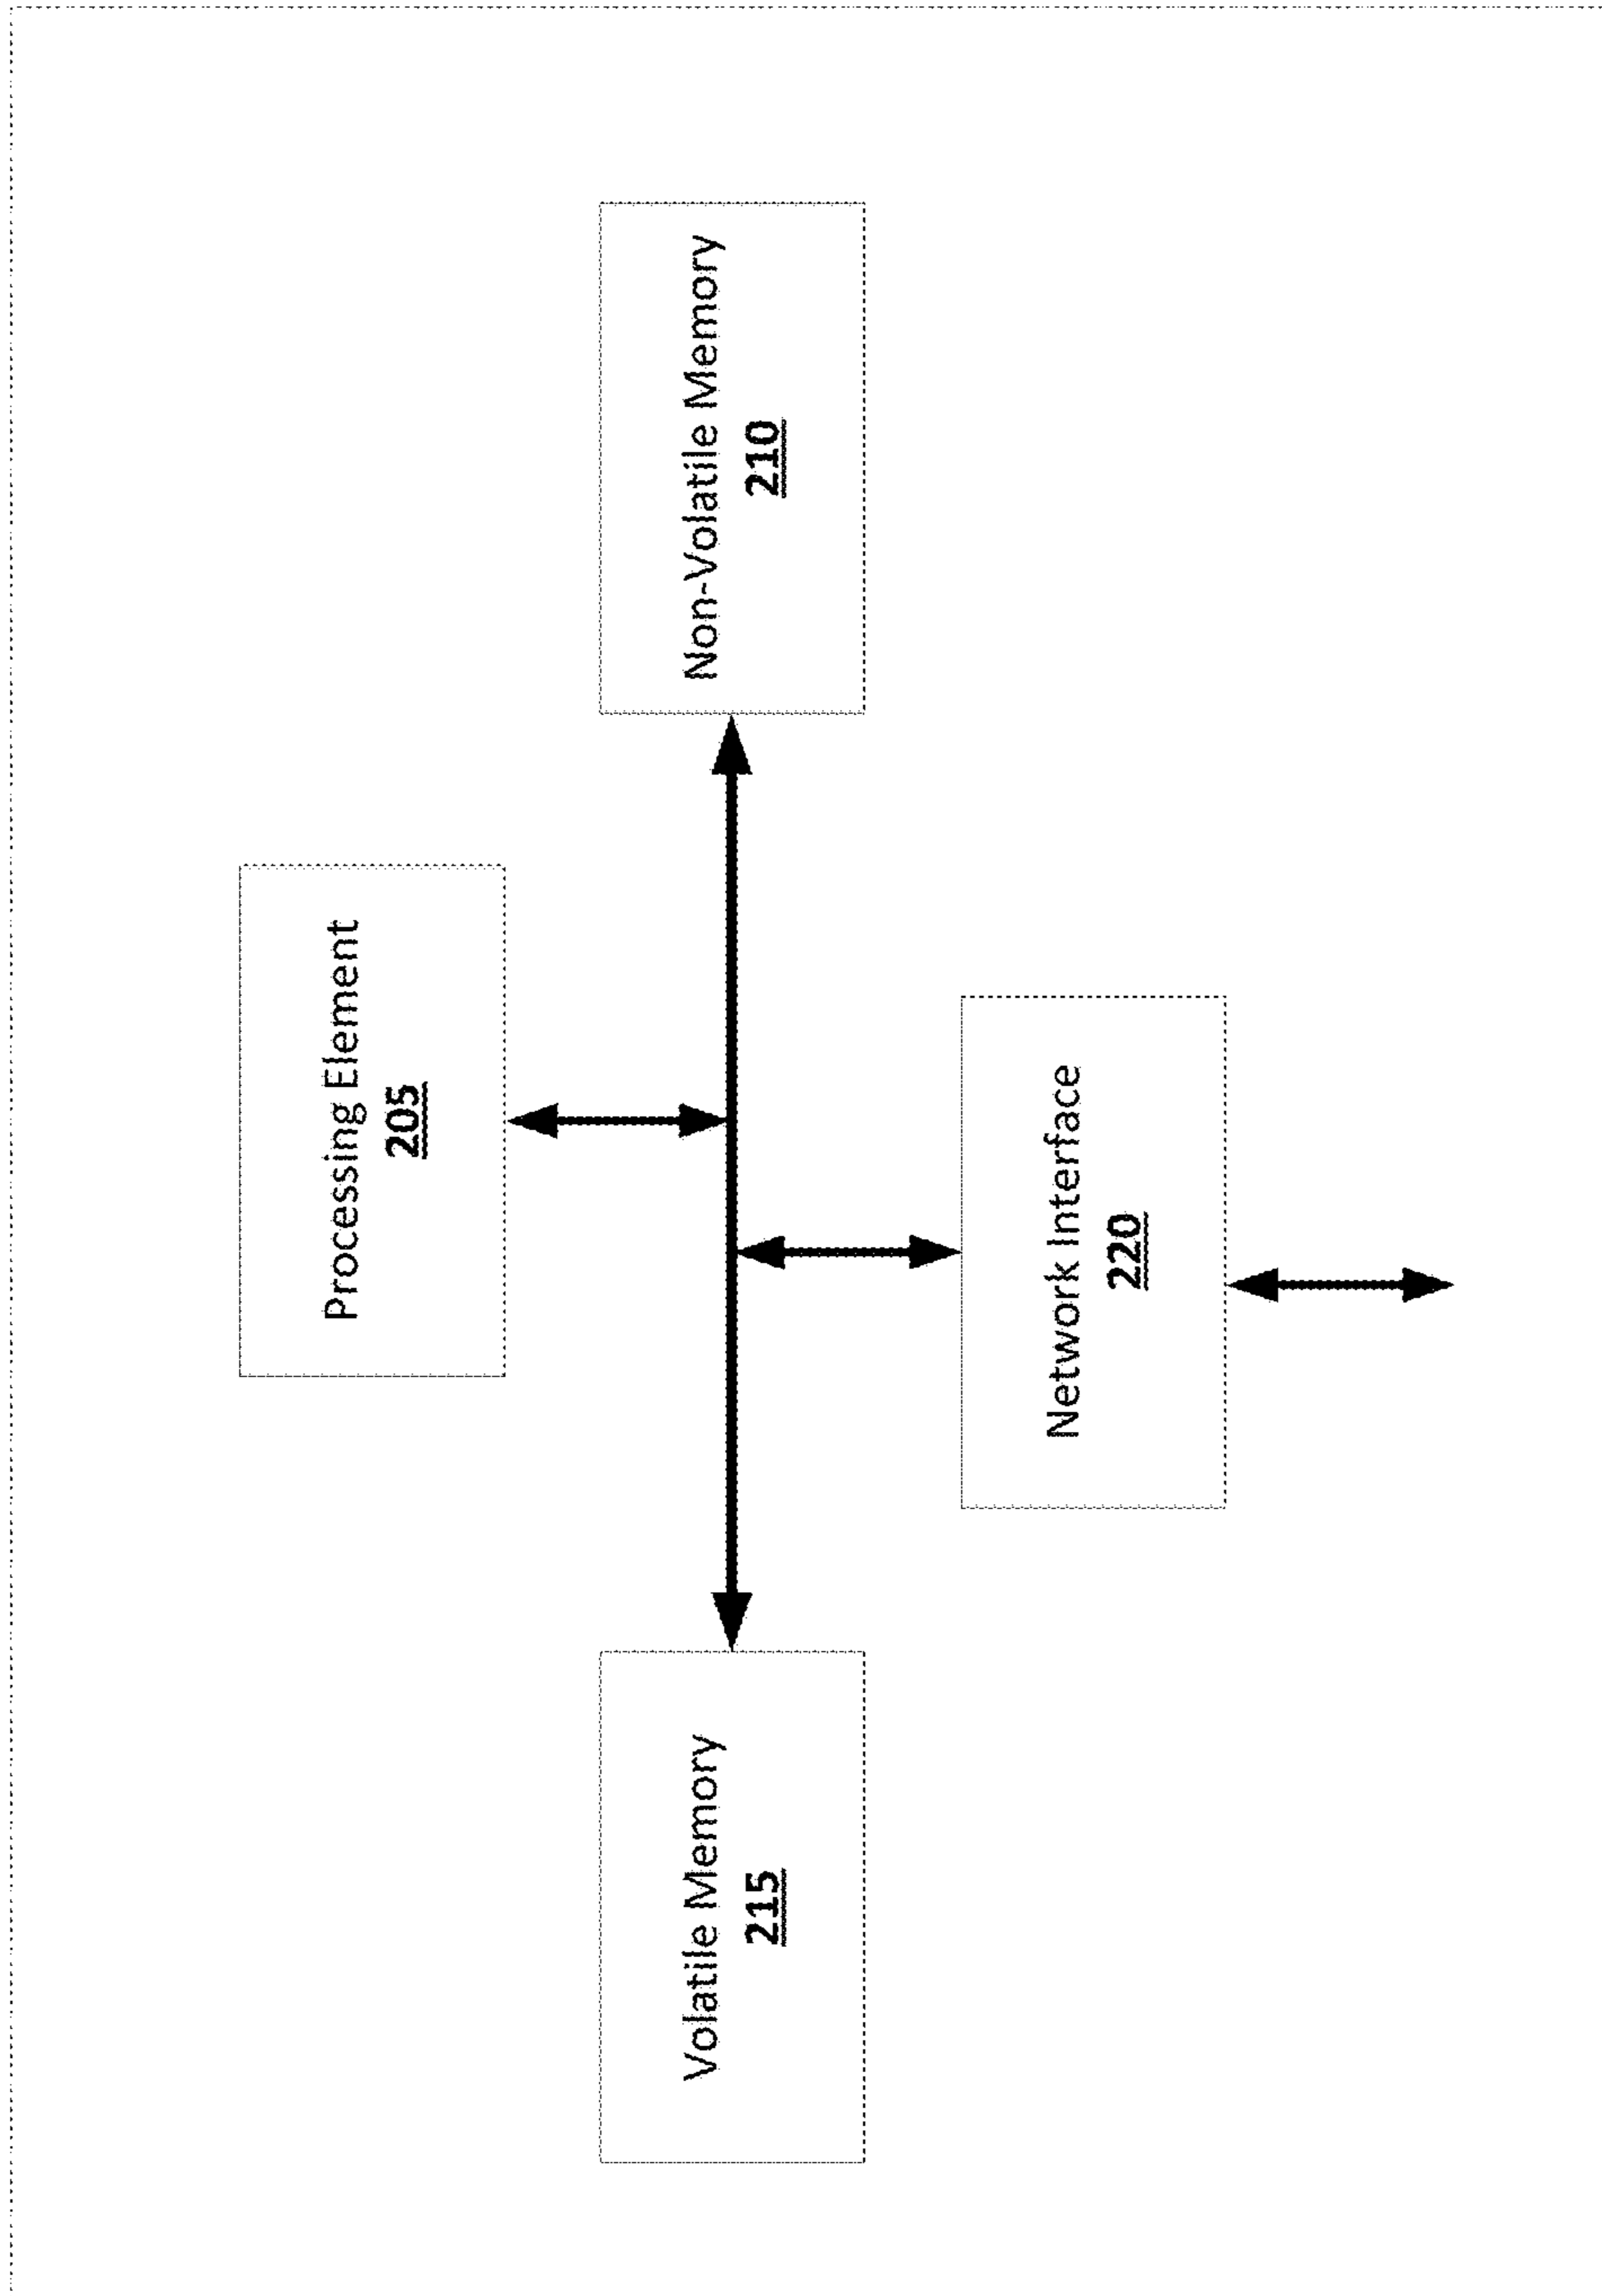 Processing Element
205
Volatile Memory
215
Non-Volatile Memory
210
Network Interface
220